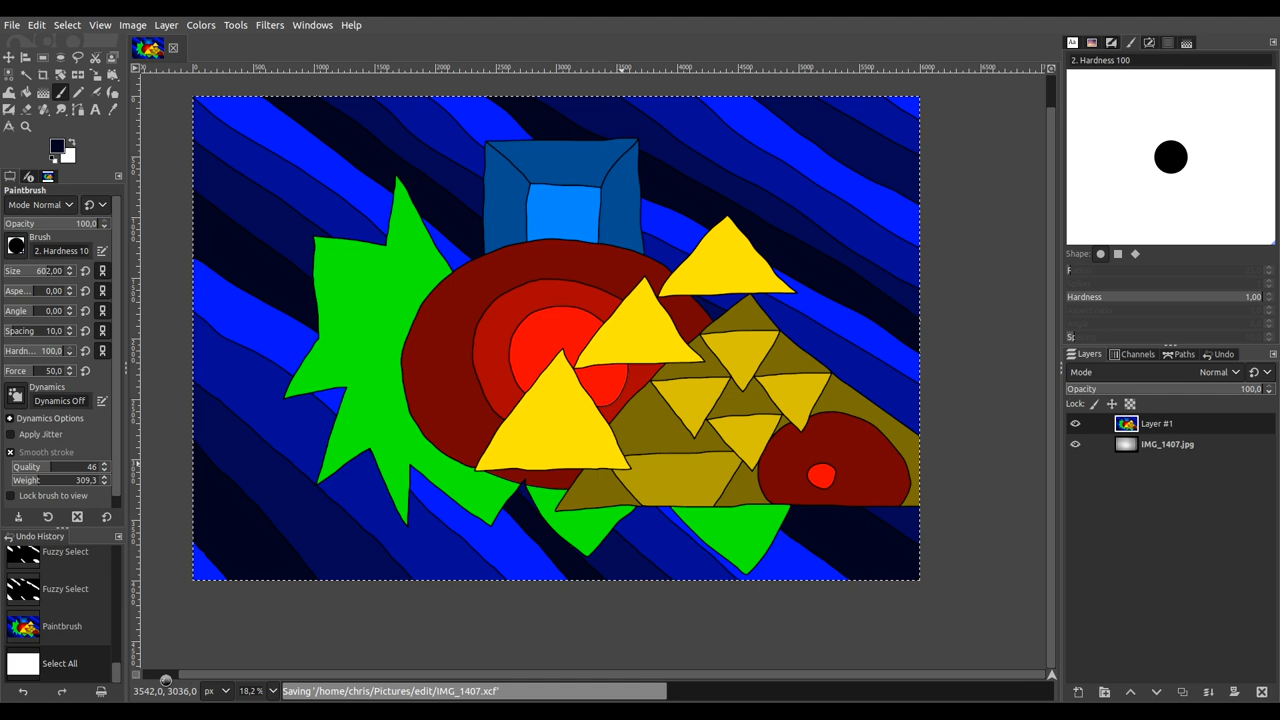 File Edit Select View Image Layer Colors Tools Filters Windows Help
Paintbrush
Mode Normal
Opacity 100,0
Brush
2. Hardness 10
Size 602,00
Aspe... 0,00
Angle 0,00
Spacing 10,0
Hardn... 100,0
Force 50,0
Dynamics
Dynamics Off
Dynamics Options
Apply Jitter
Smooth stroke
Quality 46
Weight 309,3
Lock brush to view
Undo History
Fuzzy Select
Fuzzy Select
Paintbrush
Select All
3542,0, 3036,0 px 18,2 % Saving '/home/chris/Pictures/edit/IMG_1407.xcf'
2. Hardness 100
Shape:
Hardness 1,00
Layers Channels Paths Undo
Mode Normal
Opacity 100,0
Lock:
Layer #1
IMG_1407.jpg